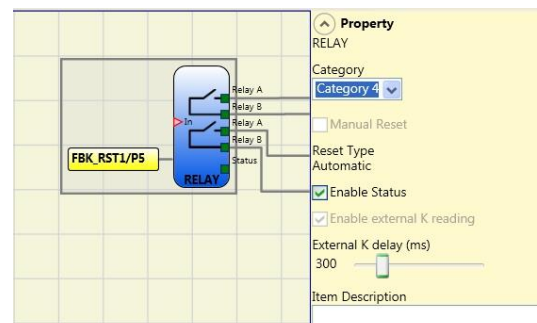 Relay A
Relay B
In
Relay A
Relay B
Status
FBK_RST1/P5
RELAY
Property
RELAY
Category
Category 4
Manual Reset
Reset Type
Automatic
Enable Status
Enable external K reading
External K delay (ms)
300
Item Description